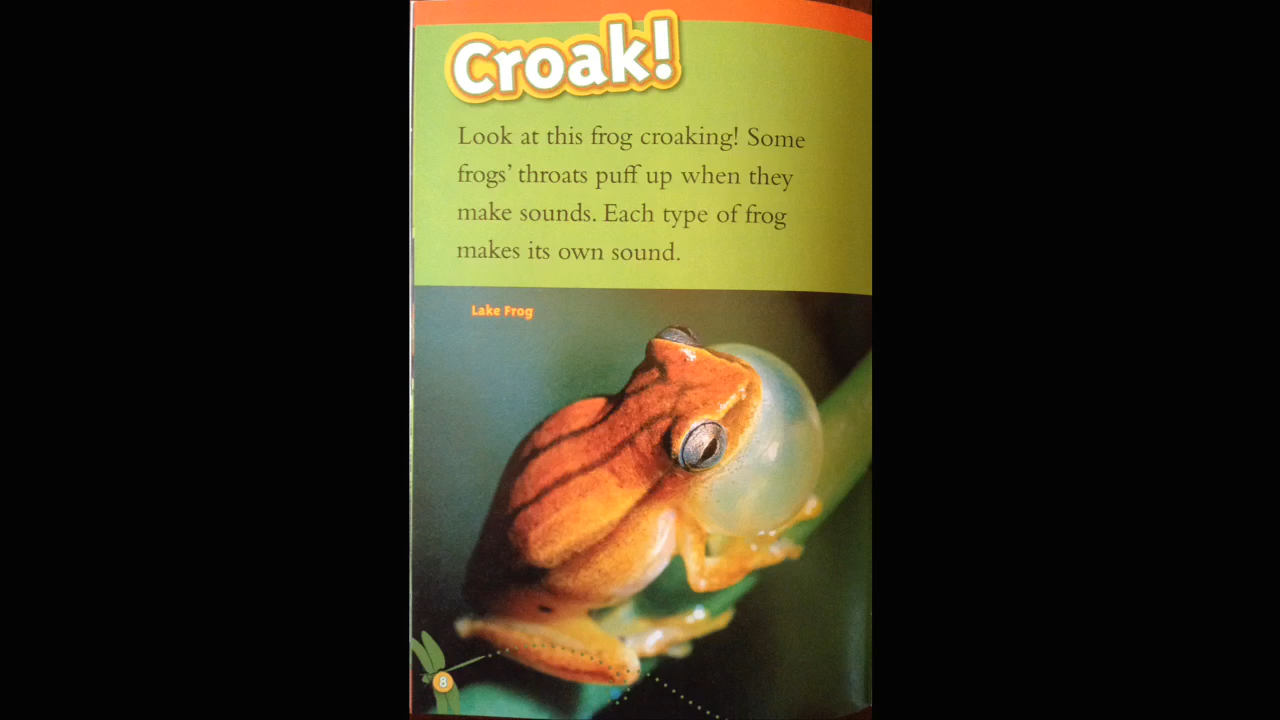 Croak!
Look at this frog croaking! Some
frogs’ throats puff up when they
make sounds. Each type of frog
makes its own sound.
Lake Frog
8